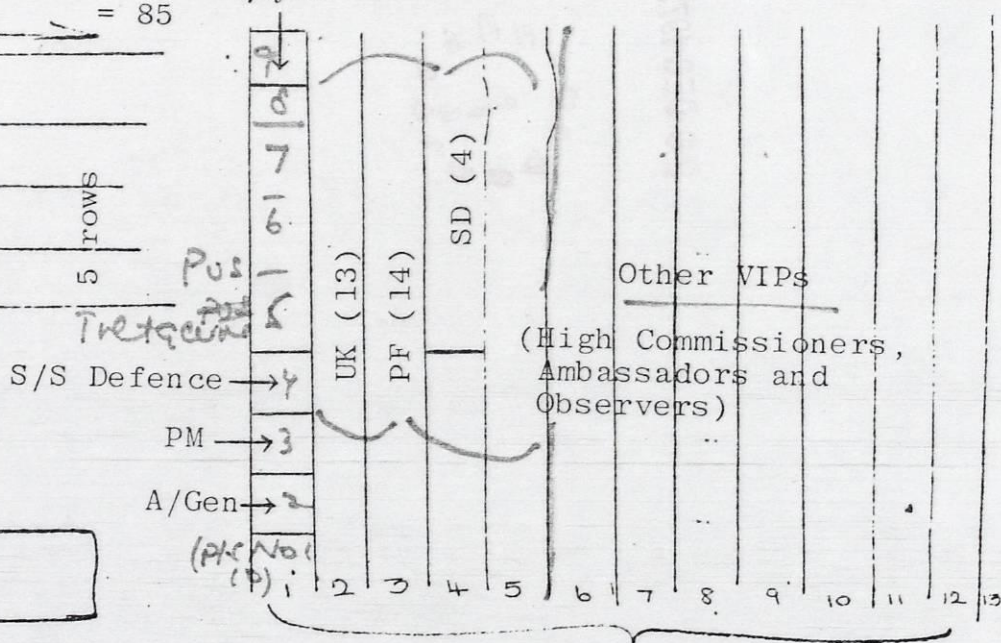 = 85
5 rows
9
8
7
6
Pus
5
S/S Defence → 4
PM → 3
A/Gen → 2
UK (13)
PF (14)
SD (4)
Other VIPs
(High Commissioners,
Ambassadors and
Observers)
1 2 3 4 5 6 7 8 9 10 11 12 13